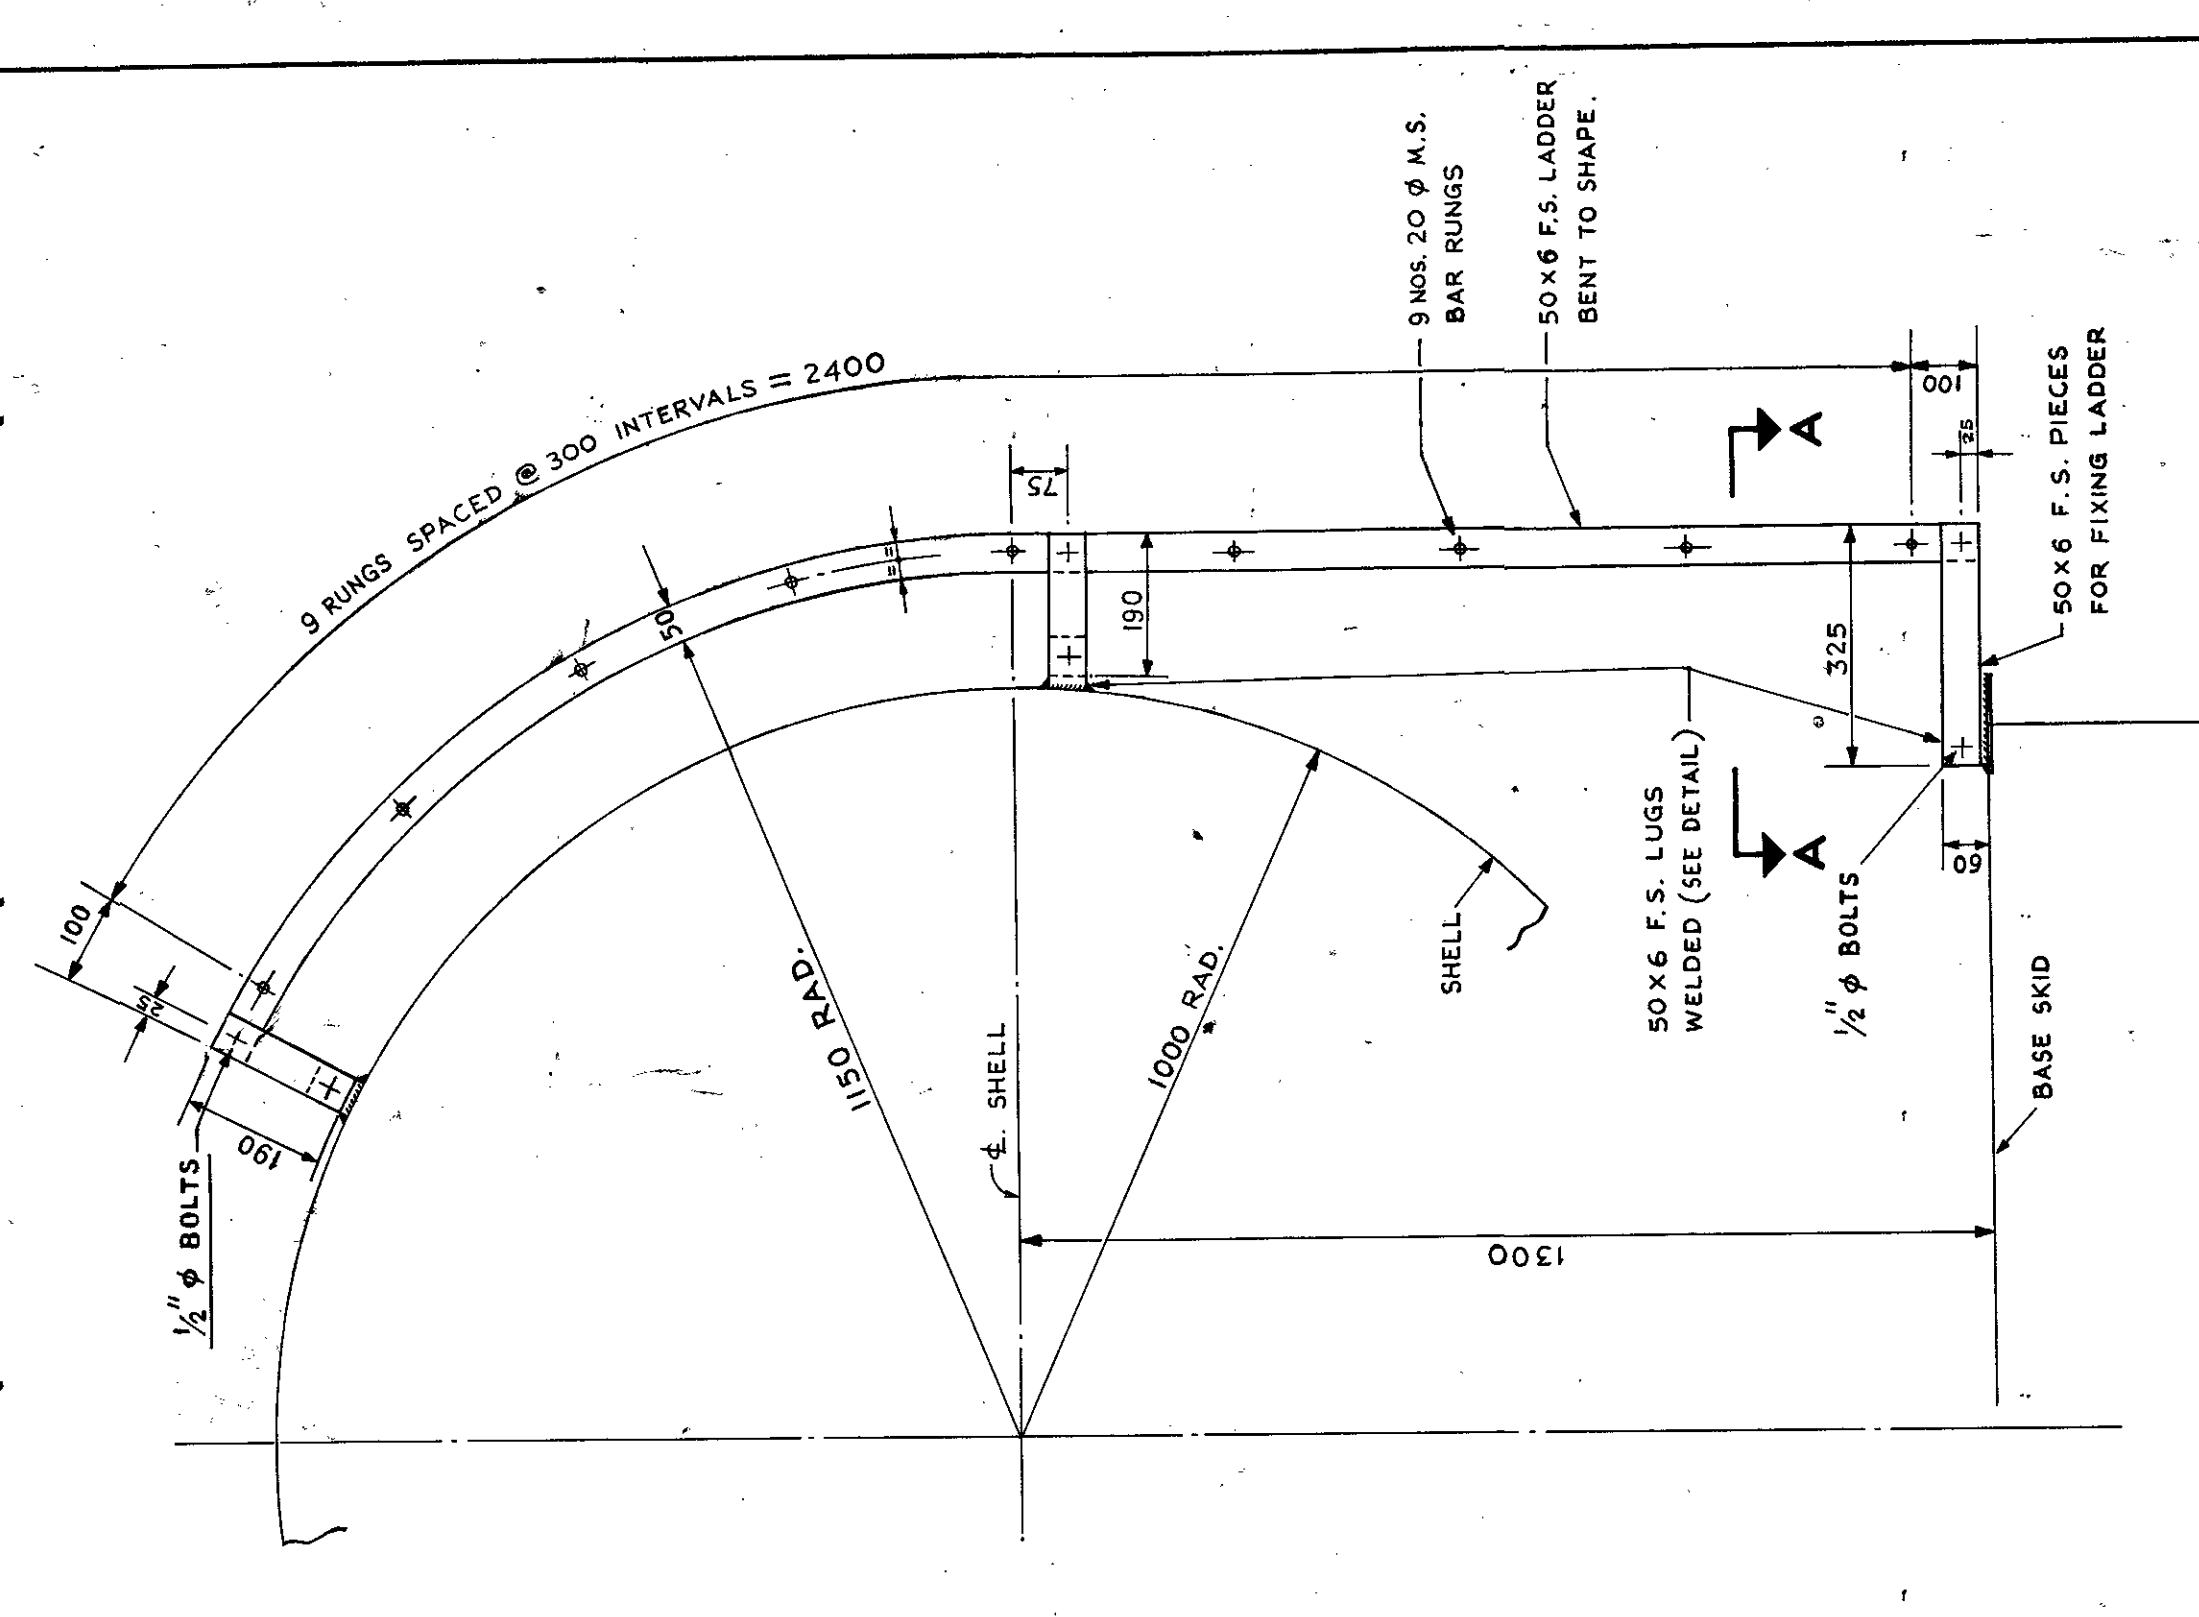 9 RUNGS SPACED @ 300 INTERVALS = 2400
100
25
190
1/2" φ BOLTS
50
=
=
75
190
9 NOS. 20 φ M.S.
BAR RUNGS
50 X 6 F.S. LADDER
BENT TO SHAPE.
100
25
A
50 X 6 F.S. PIECES
FOR FIXING LADDER
325
1150 RAD.
1000 RAD.
℄. SHELL
SHELL
50 X 6 F.S. LUGS
WELDED (SEE DETAIL)
A
1/2" φ BOLTS
60
BASE SKID
1300